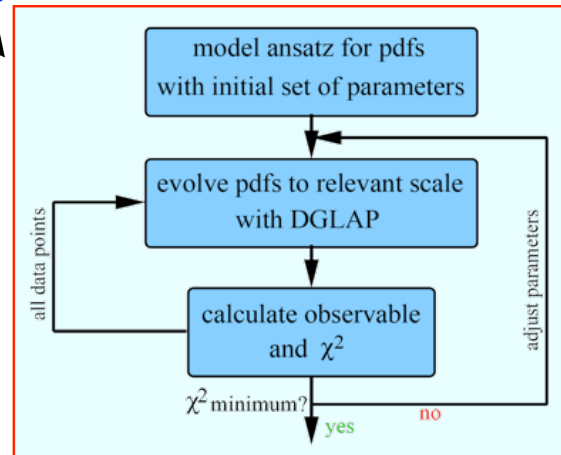 model ansatz for pdfs
with initial set of parameters
evolve pdfs to relevant scale
with DGLAP
all data points
adjust parameters
calculate observable
and χ²
χ² minimum?
no
yes